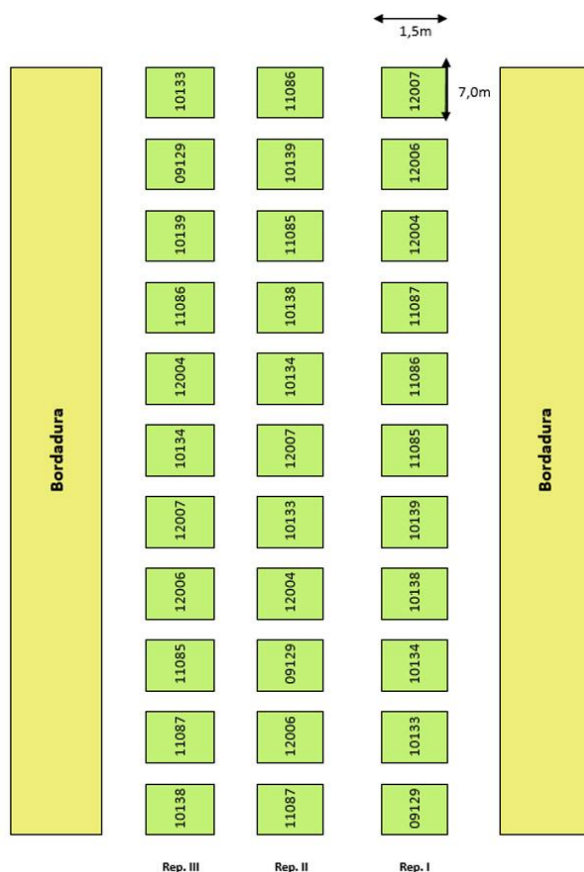 1,5m
7,0m
10133 11086 12007
09129 10139 12006
10139 11085 12004
11086 10138 11087
12004 10134 11086
10134 12007 11085
12007 10133 10139
12006 12004 10138
11085 09129 10134
11087 12006 10133
10138 11087 09129
Bordadura
Bordadura
Rep. III Rep. II Rep. I